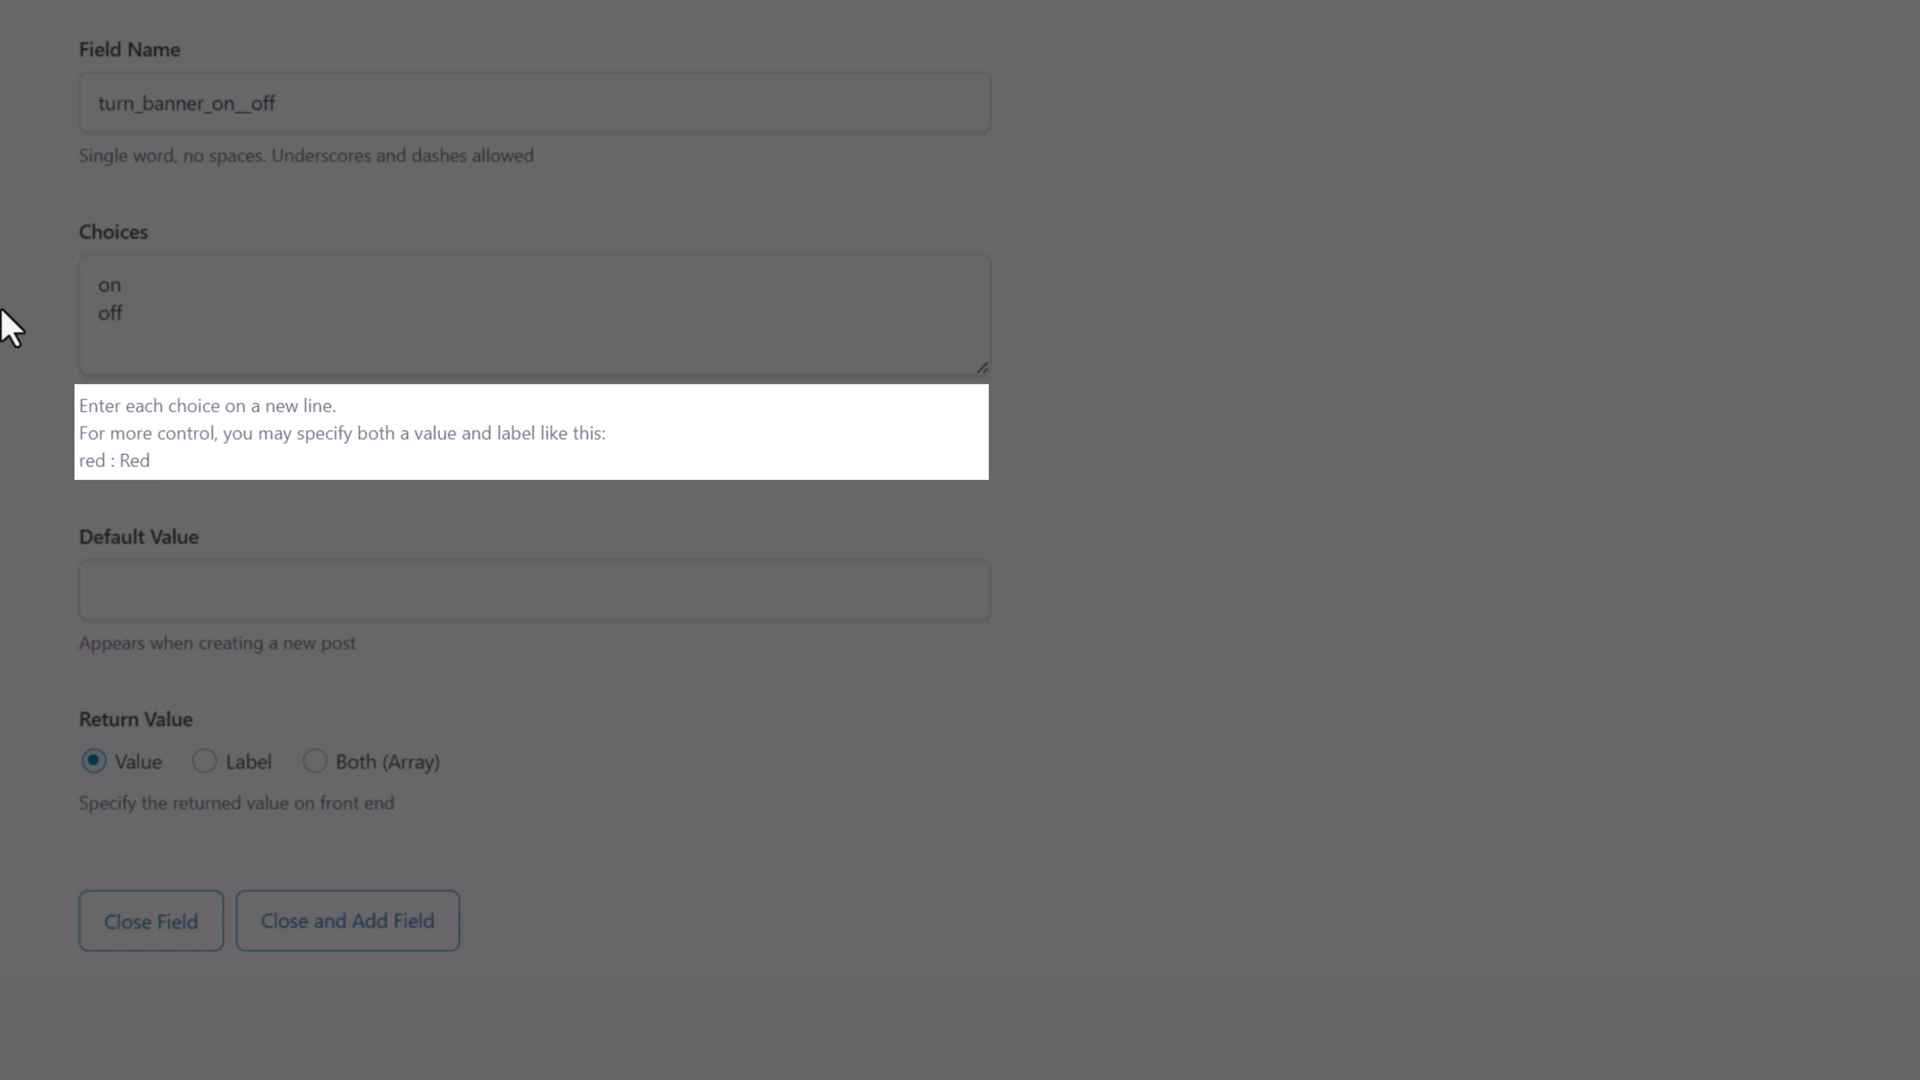 Field Name
turn_banner_on__off
Single word, no spaces. Underscores and dashes allowed
Choices
on
off
Enter each choice on a new line.
For more control, you may specify both a value and label like this:
red : Red
Default Value
Appears when creating a new post
Return Value
Value Label Both (Array)
Specify the returned value on front end
Close Field Close and Add Field